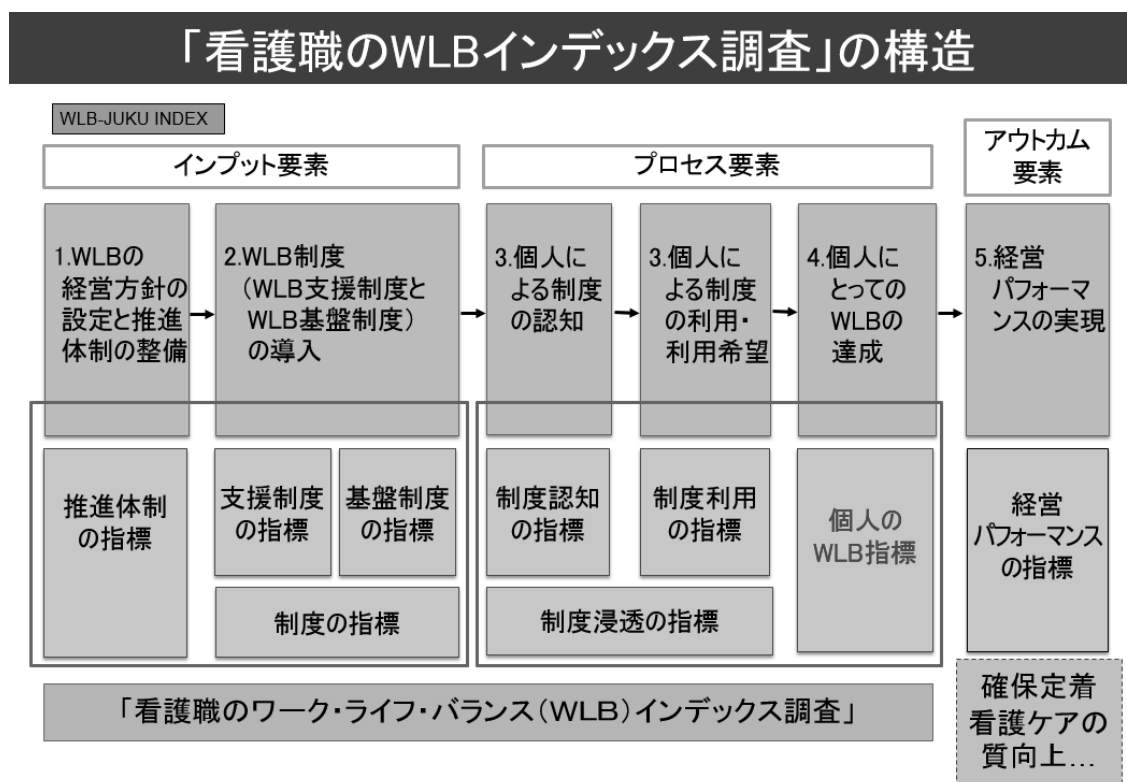 「看護職のWLBインデックス調査」の構造
WLB-JUKU INDEX
インプット要素
プロセス要素
アウトカム
要素
1.WLBの
経営方針の
設定と推進
体制の整備
2.WLB制度
（WLB支援制度と
WLB基盤制度）
の導入
3.個人に
よる制度
の認知
3.個人に
よる制度
の利用・
利用希望
4.個人に
とっての
WLBの
達成
5.経営
パフォーマ
ンスの実現
推進体制
の指標
支援制度
の指標
基盤制度
の指標
制度の指標
制度認知
の指標
制度利用
の指標
制度浸透の指標
個人の
WLB指標
経営
パフォーマンス
の指標
「看護職のワーク・ライフ・バランス（WLB）インデックス調査」
確保定着
看護ケアの
質向上…